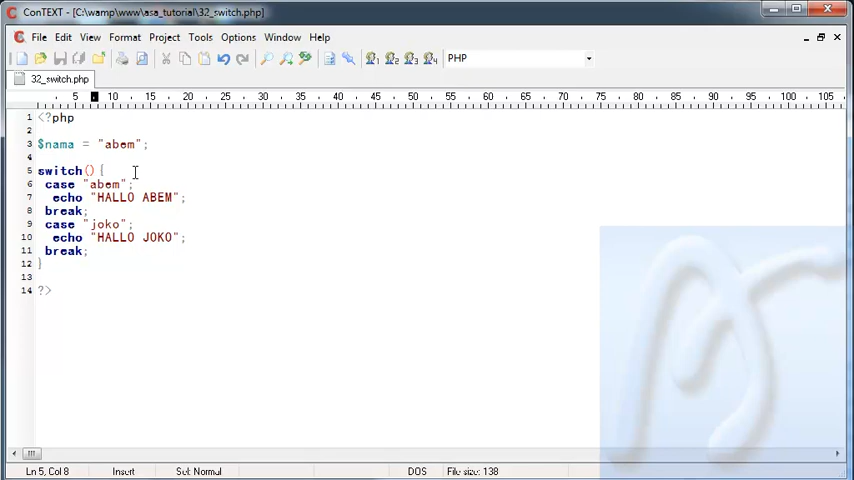 ConTEXT - [C:\wamp\www\asa_tutorial\32_switch.php]
File Edit View Format Project Tools Options Window Help
PHP
32_switch.php
5 10 15 20 25 30 35 40 45 50 55 60 65 70 75 80 85 90 95 100 105
1 <?php
2
3 $nama = "abem";
4
5 switch(){
6 case "abem";
7 echo "HALLO ABEM";
8 break;
9 case "joko";
10 echo "HALLO JOKO";
11 break;
12 }
13
14 ?>
Ln 5, Col 8 Insert Sel: Normal DOS File size: 138